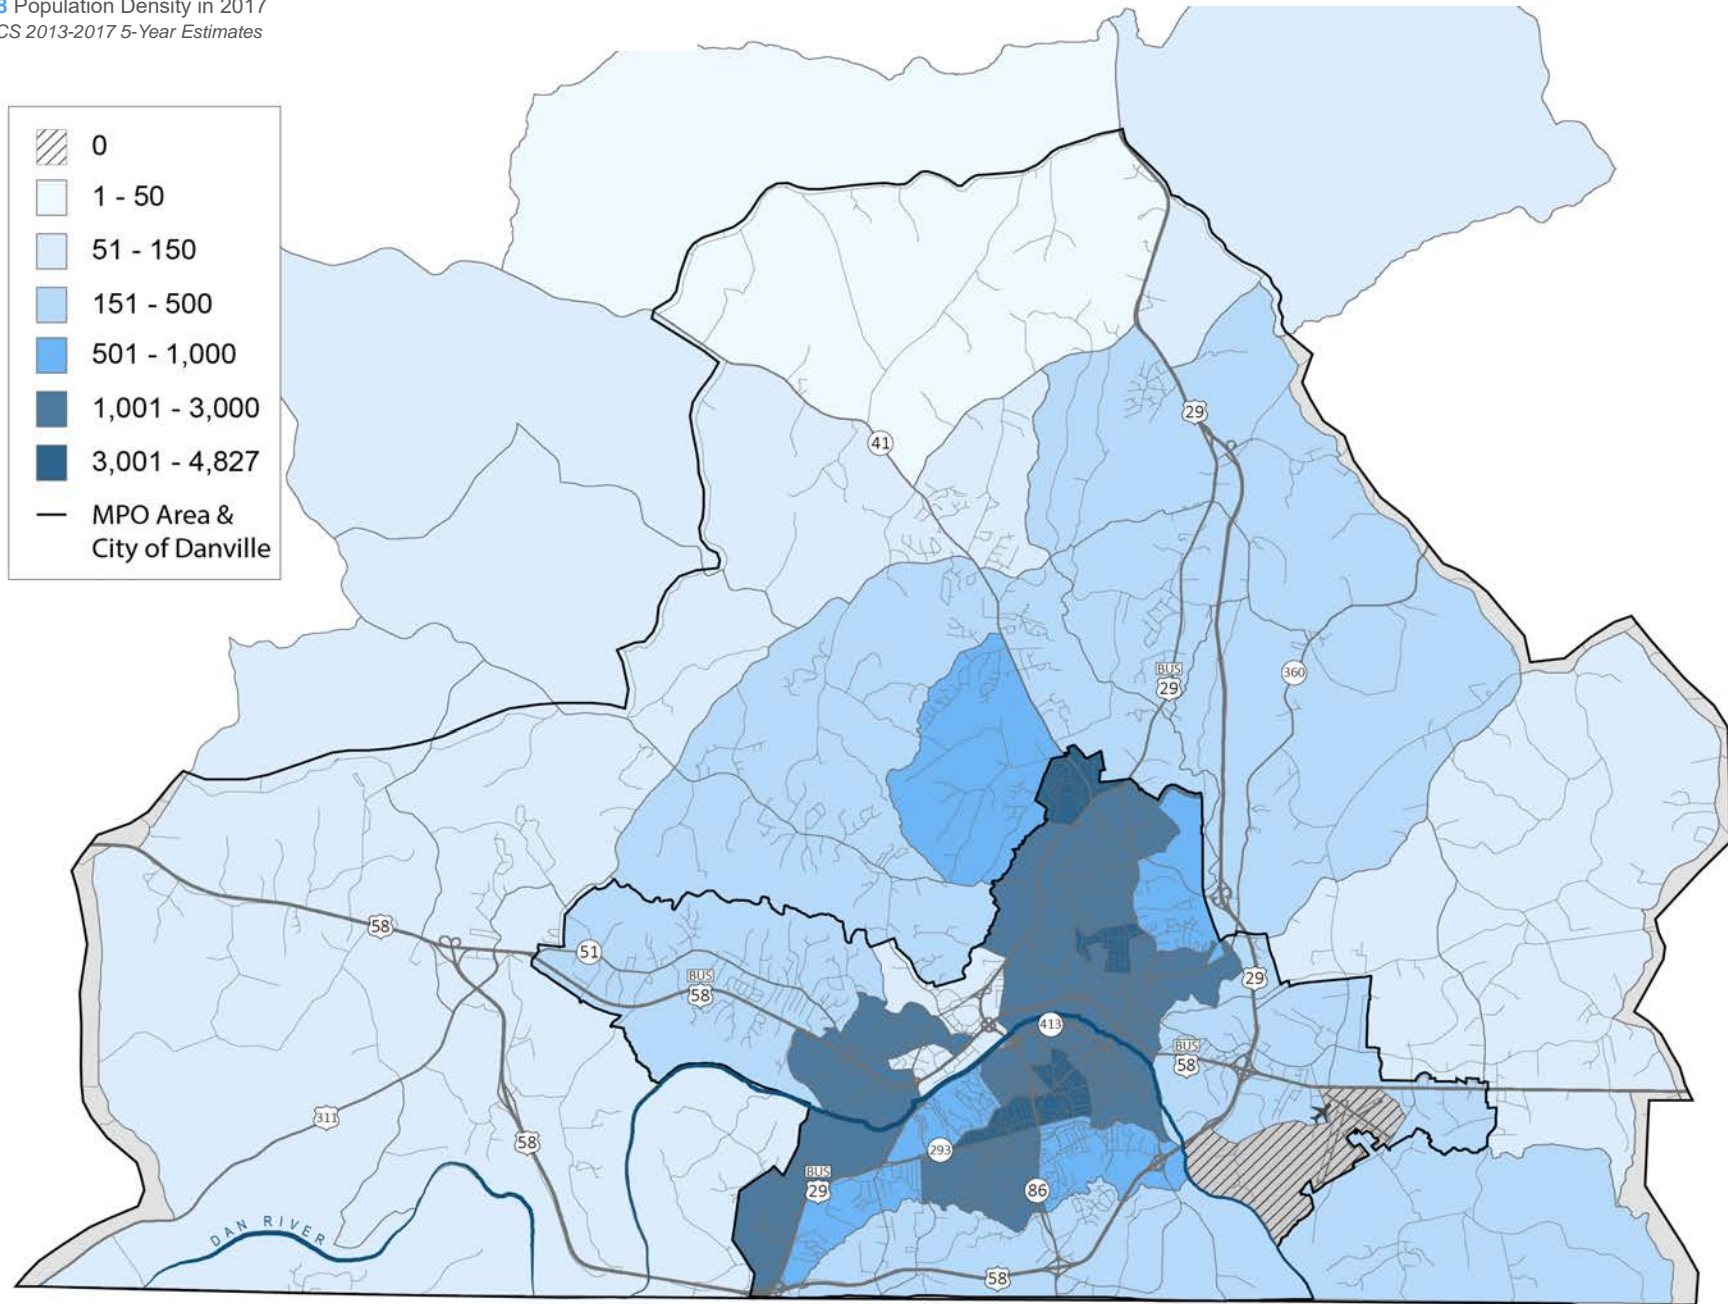 8 Population Density in 2017
CS 2013-2017 5-Year Estimates
0
1 - 50
51 - 150
151 - 500
501 - 1,000
1,001 - 3,000
3,001 - 4,827
MPO Area &
City of Danville
29
41
BUS
29
360
58
51
BUS
58
29
413
BUS
58
311
58
293
BUS
29
86
DAN RIVER
58